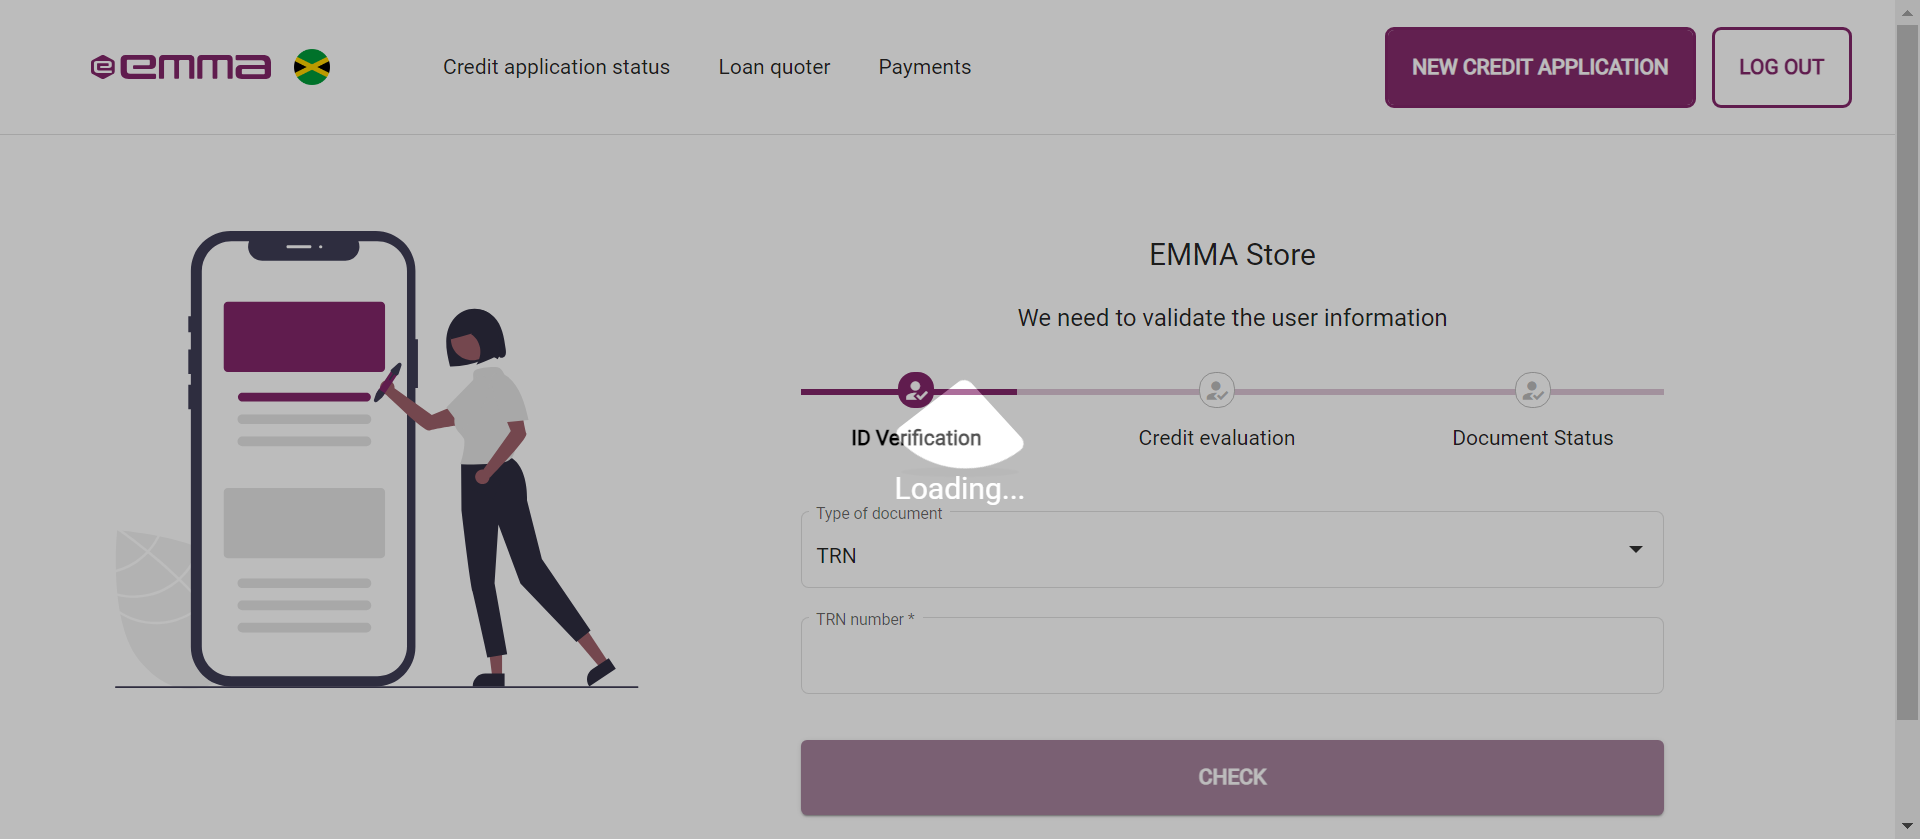 emma
Credit application status
Loan quoter
Payments
NEW CREDIT APPLICATION
LOG OUT
EMMA Store
We need to validate the user information
ID Verification
Credit evaluation
Document Status
Loading...
Type of document
TRN
TRN number *
CHECK